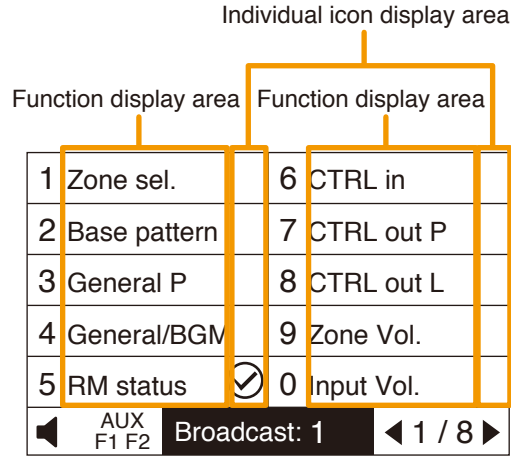 Individual icon display area
Function display area Function display area
1 Zone sel. 6 CTRL in
2 Base pattern 7 CTRL out P
3 General P 8 CTRL out L
4 General/BGM 9 Zone Vol.
5 RM status 0 Input Vol.
AUX
F1 F2 Broadcast: 1 1 / 8